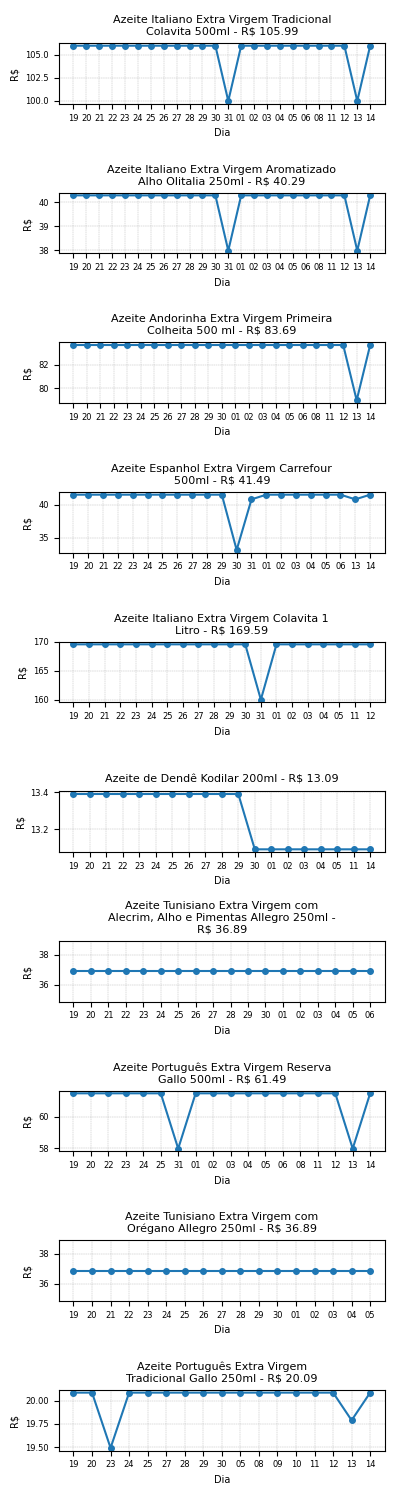 Azeite Italiano Extra Virgem Tradicional
Colavita 500ml - R$ 105.99
105.0
102.5
100.0
R$
19 20 21 22 23 24 25 26 27 28 29 30 31 01 02 03 04 05 06 08 11 12 13 14
Dia
Azeite Italiano Extra Virgem Aromatizado
Alho Olitalia 250ml - R$ 40.29
40
39
38
R$
19 20 21 22 23 24 25 26 27 28 29 30 31 01 02 03 04 05 06 08 11 12 13 14
Dia
Azeite Andorinha Extra Virgem Primeira
Colheita 500 ml - R$ 83.69
82
80
R$
19 20 21 22 23 24 25 26 27 28 29 30 01 02 03 04 05 06 08 11 12 13 14
Dia
Azeite Espanhol Extra Virgem Carrefour
500ml - R$ 41.49
40
35
R$
19 20 21 22 23 24 25 26 27 29 30 31 01 02 03 04 05 06 13 14
Dia
Azeite Italiano Extra Virgem Colavita 1
Litro - R$ 169.59
170
165
160
R$
19 20 21 22 23 24 25 26 27 28 29 30 31 01 02 03 04 05 11 12
Dia
Azeite de Dendê Kodilar 200ml - R$ 13.09
13.4
13.2
R$
19 20 21 22 23 24 25 26 27 28 29 30 01 02 03 04 05 11 14
Dia
Azeite Tunisiano Extra Virgem com
Alecrim, Alho e Pimentas Allegro 250ml -
R$ 36.89
38
36
R$
19 20 21 22 23 24 25 26 27 28 29 30 01 02 03 04 05 06
Dia
Azeite Português Extra Virgem Reserva
Gallo 500ml - R$ 61.49
60
58
R$
19 20 22 23 24 25 31 01 02 03 04 05 06 08 11 12 13 14
Dia
Azeite Tunisiano Extra Virgem com
Orégano Allegro 250ml - R$ 36.89
38
36
R$
19 20 21 22 23 24 25 26 27 28 29 30 01 02 03 04 05
Dia
Azeite Português Extra Virgem
Tradicional Gallo 250ml - R$ 20.09
20.00
19.75
19.50
R$
19 20 23 24 25 27 28 29 30 05 08 09 10 11 12 13 14
Dia